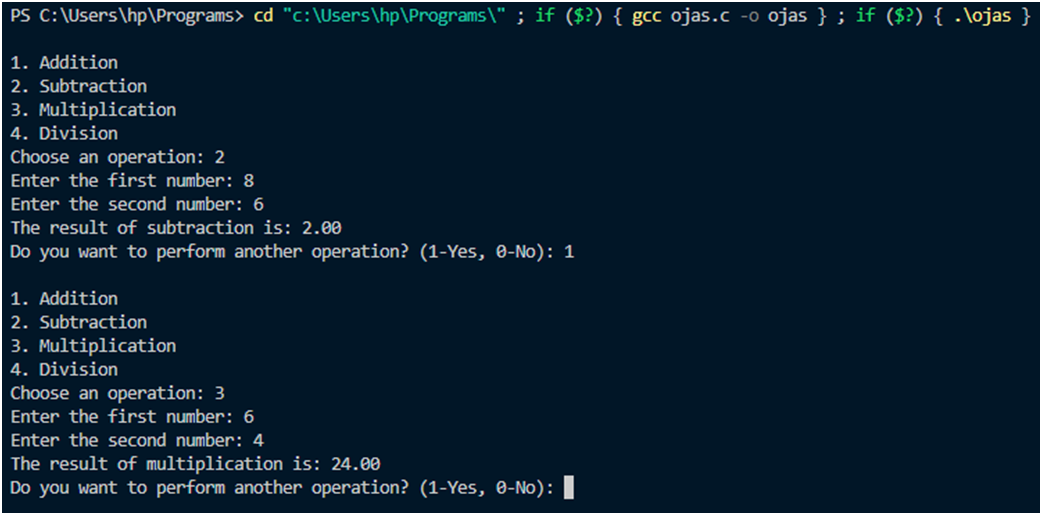 PS C:\Users\hp\Programs> cd "c:\Users\hp\Programs\" ; if ($?) { gcc ojas.c -o ojas } ; if ($?) { .\ojas }
1. Addition
2. Subtraction
3. Multiplication
4. Division
Choose an operation: 2
Enter the first number: 8
Enter the second number: 6
The result of subtraction is: 2.00
Do you want to perform another operation? (1-Yes, 0-No): 1
1. Addition
2. Subtraction
3. Multiplication
4. Division
Choose an operation: 3
Enter the first number: 6
Enter the second number: 4
The result of multiplication is: 24.00
Do you want to perform another operation? (1-Yes, 0-No):